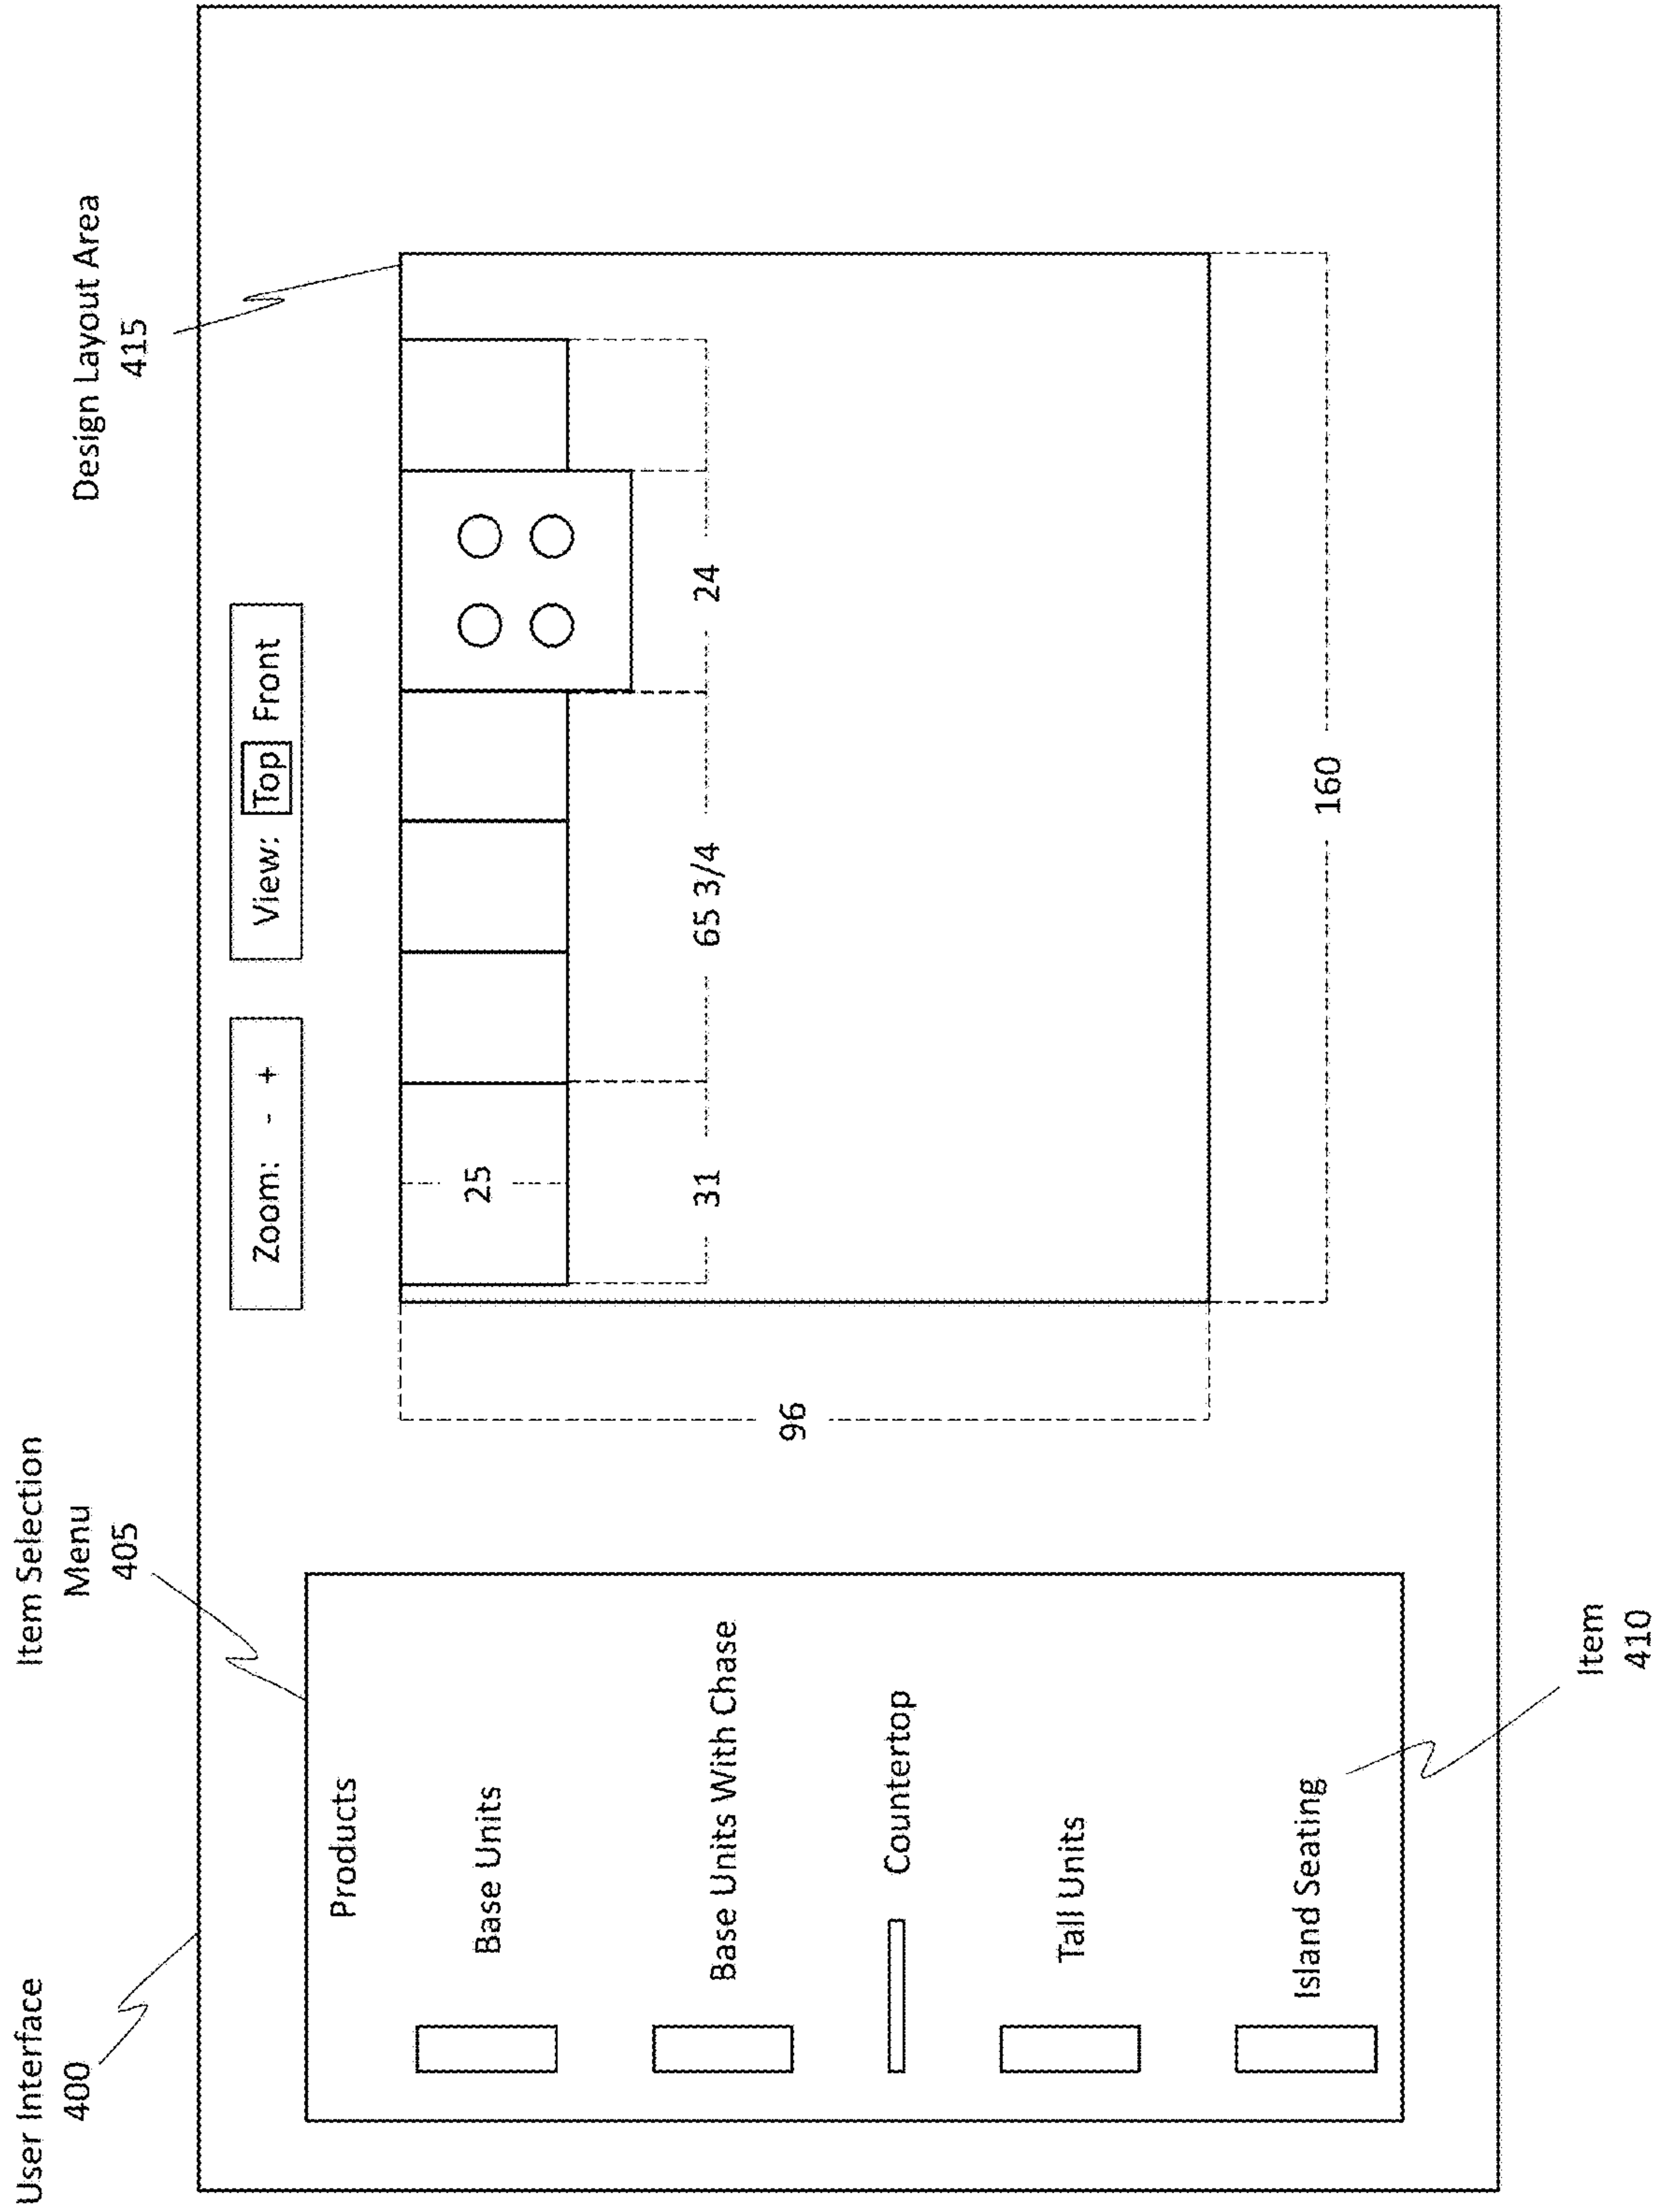 User Interface
400
Item Selection
Menu
405
Design Layout Area
415
Zoom: - +
View: Top Front
Products
Base Units
Base Units With Chase
Countertop
Tall Units
Island Seating
Item
410
96
25
31
65 3/4
24
160